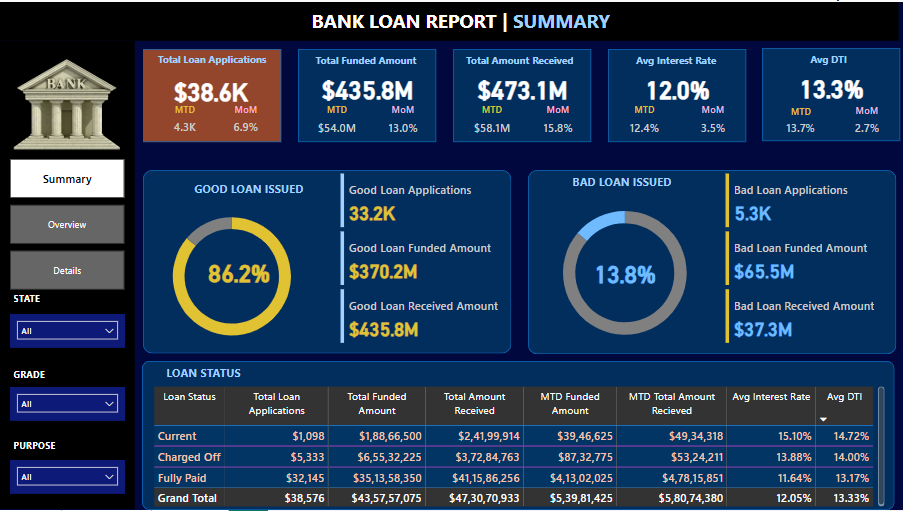 BANK LOAN REPORT | SUMMARY
BANK
Summary
Overview
Details
STATE
All
GRADE
All
PURPOSE
All
Total Loan Applications
$38.6K
MTD MoM
4.3K 6.9%
Total Funded Amount
$435.8M
MTD MoM
$54.0M 13.0%
Total Amount Received
$473.1M
MTD MoM
$58.1M 15.8%
Avg Interest Rate
12.0%
MTD MoM
12.4% 3.5%
Avg DTI
13.3%
MTD MoM
13.7% 2.7%
GOOD LOAN ISSUED
86.2%
Good Loan Applications
33.2K
Good Loan Funded Amount
$370.2M
Good Loan Received Amount
$435.8M
BAD LOAN ISSUED
13.8%
Bad Loan Applications
5.3K
Bad Loan Funded Amount
$65.5M
Bad Loan Received Amount
$37.3M
LOAN STATUS
Loan Status Total Loan Applications Total Funded Amount Total Amount Received MTD Funded Amount MTD Total Amount Recieved Avg Interest Rate Avg DTI
Current $1,098 $1,88,66,500 $2,41,99,914 $39,46,625 $49,34,318 15.10% 14.72%
Charged Off $5,333 $6,55,32,225 $3,72,84,763 $87,32,775 $53,24,211 13.88% 14.00%
Fully Paid $32,145 $35,13,58,350 $41,15,86,256 $4,13,02,025 $4,78,15,851 11.64% 13.17%
Grand Total $38,576 $43,57,57,075 $47,30,70,933 $5,39,81,425 $5,80,74,380 12.05% 13.33%